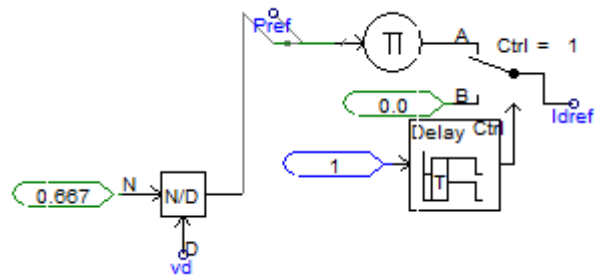 Pref
Π
A
Ctrl = 1
B
0.0
Idref
Delay
Ctrl
1
T
0.667
N
N/D
D
vd